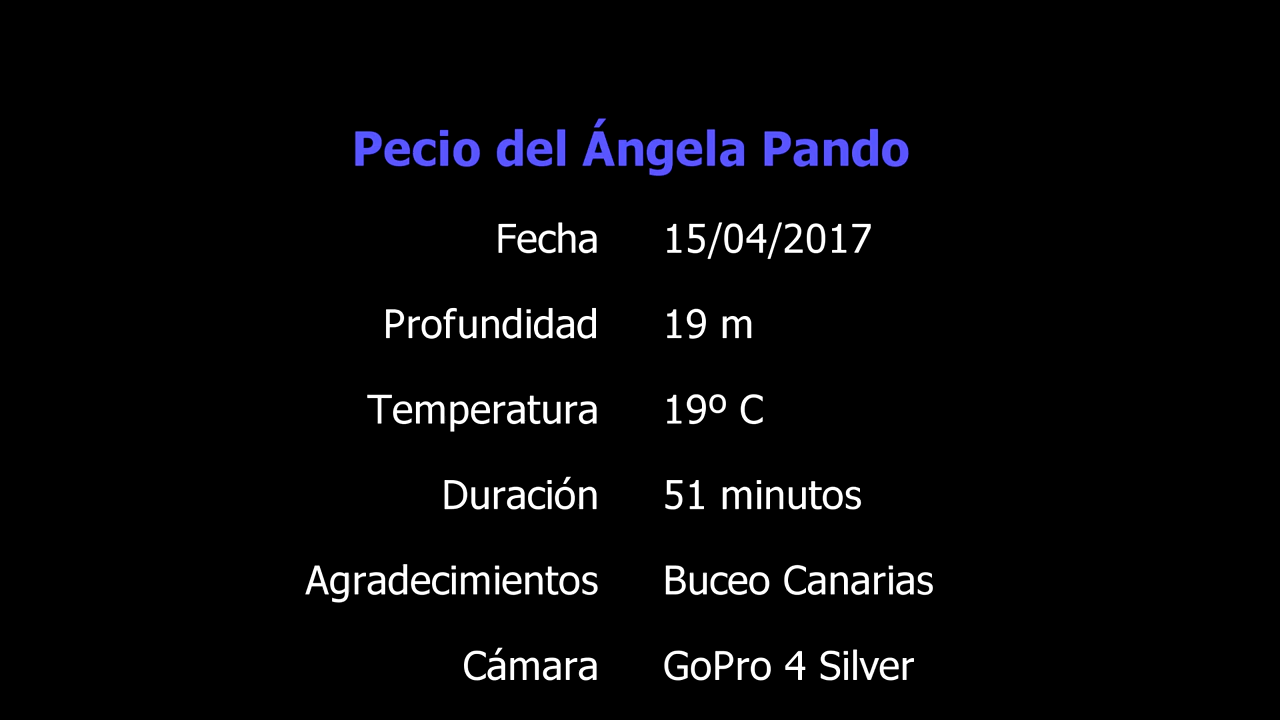 Pecio del Ángela Pando
Fecha 15/04/2017
Profundidad 19 m
Temperatura 19º C
Duración 51 minutos
Agradecimientos Buceo Canarias
Cámara GoPro 4 Silver